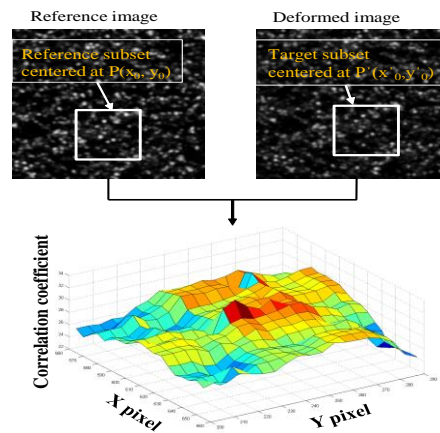 Reference image
Deformed image
Reference subset
centered at P(x₀, y₀)
Target subset
centered at P'(x'₀,y'₀)
Correlation coefficient
X pixel
Y pixel